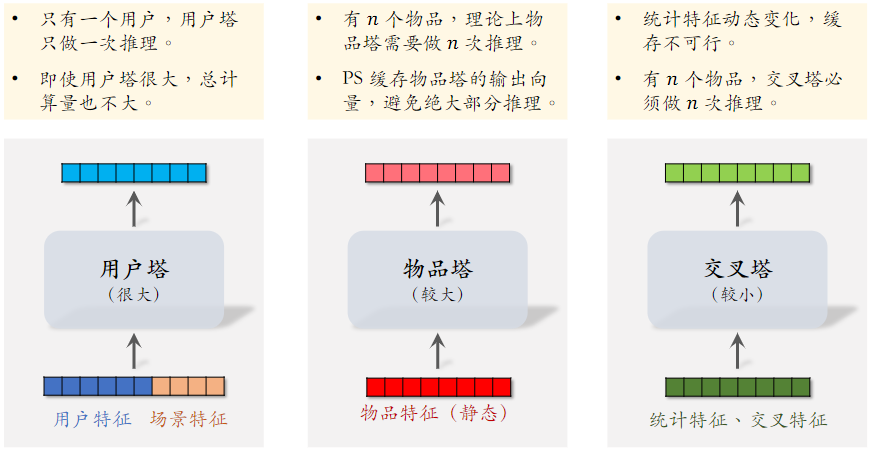 • 只有一个用户，用户塔
只做一次推理。
• 即使用户塔很大，总计
算量也不大。
• 有 n 个物品，理论上物
品塔需要做 n 次推理。
• PS 缓存物品塔的输出向
量，避免绝大部分推理。
• 统计特征动态变化，缓
存不可行。
• 有 n 个物品，交叉塔必
须做 n 次推理。
用户塔
（很大）
用户特征 场景特征
物品塔
（较大）
物品特征（静态）
交叉塔
（较小）
统计特征、交叉特征